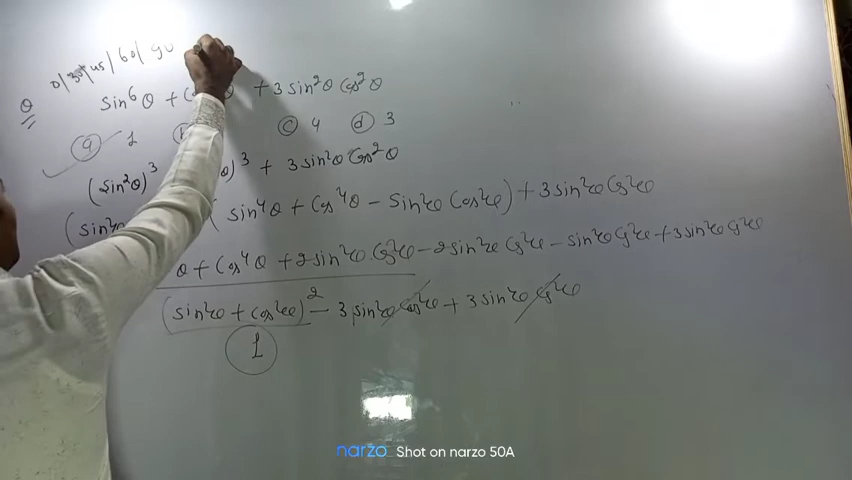 0/30/45/60/90
Q sin⁶θ + co θ + 3 sin²θ cos²θ
(a) 1 (c) 4 (d) 3
(sin²θ)³ θ)³ + 3 sin²θ cos²θ
(sin²θ ( sin⁴θ + cos⁴θ - sin²θ cos²θ) + 3 sin²θ cos²θ
θ + cos⁴θ + 2 sin²θ . cos²θ - 2 sin²θ cos²θ - sin²θ cos²θ + 3 sin²θ cos²θ
(sin²θ + cos²θ)² - 3 sin²θ cos²θ + 3 sin²θ cos²θ
1
narzo Shot on narzo 50A